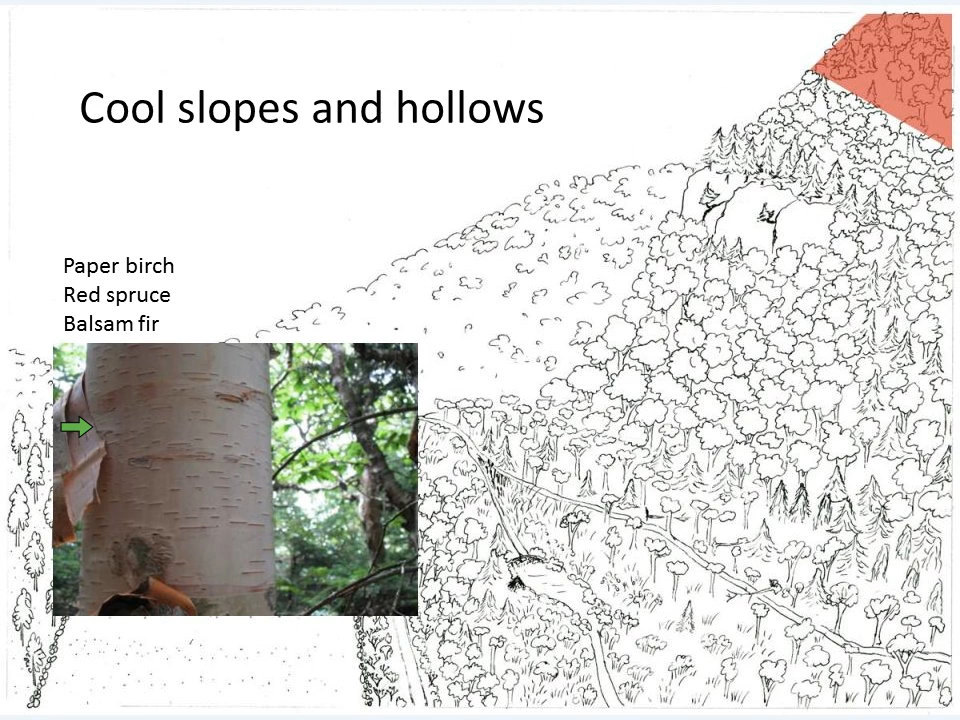 Cool slopes and hollows
Paper birch
Red spruce
Balsam fir